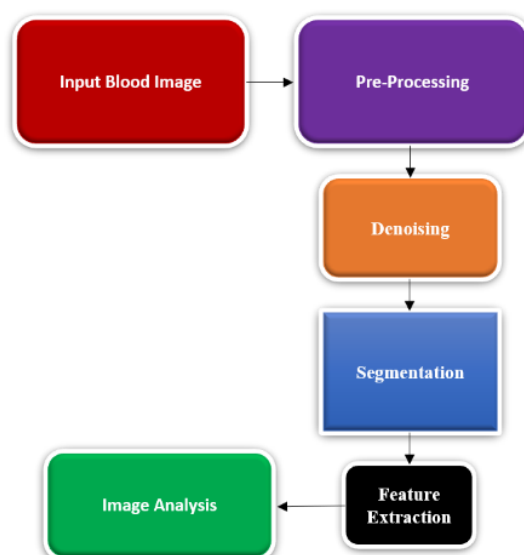 Input Blood Image
Pre-Processing
Denoising
Segmentation
Feature
Extraction
Image Analysis